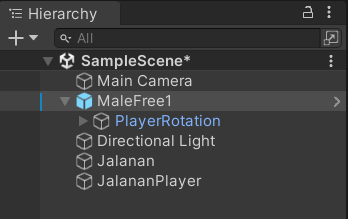 Hierarchy
All
SampleScene*
Main Camera
MaleFree1
PlayerRotation
Directional Light
Jalanan
JalananPlayer